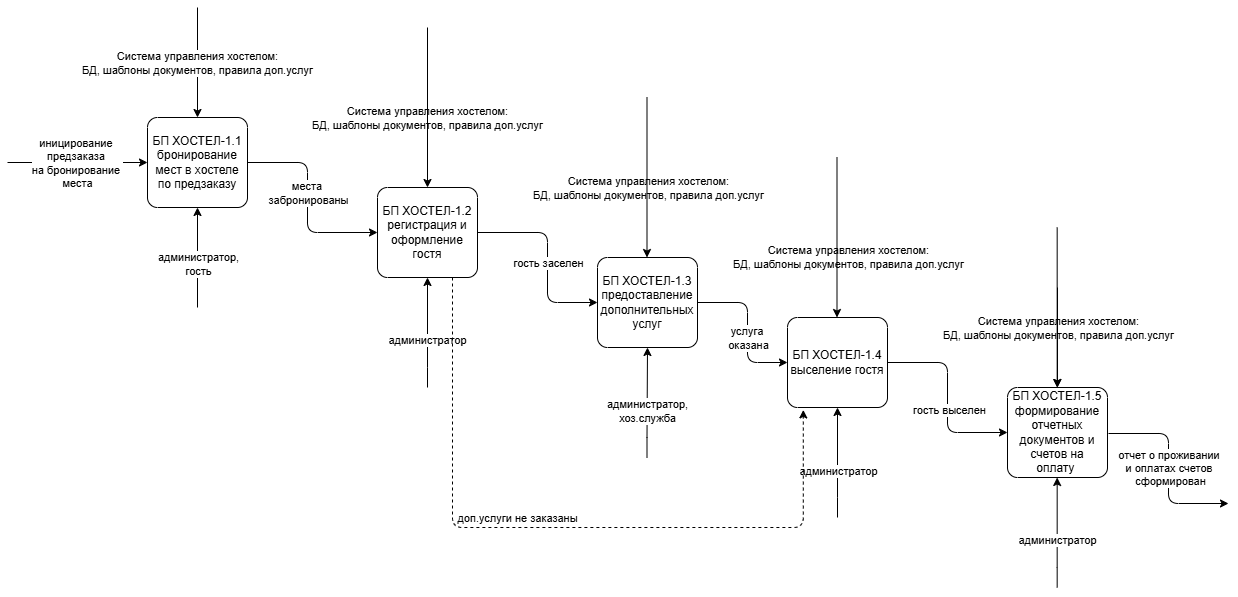 Система управления хостелом:
БД, шаблоны документов, правила доп.услуг
инициирование
предзаказа
на бронирование
места
БП ХОСТЕЛ-1.1
бронирование
мест в хостеле
по предзаказу
администратор,
гость
места
забронированы
Система управления хостелом:
БД, шаблоны документов, правила доп.услуг
БП ХОСТЕЛ-1.2
регистрация и
оформление
гостя
администратор
гость заселен
Система управления хостелом:
БД, шаблоны документов, правила доп.услуг
БП ХОСТЕЛ-1.3
предоставление
дополнительных
услуг
администратор,
хоз.служба
услуга
оказана
Система управления хостелом:
БД, шаблоны документов, правила доп.услуг
БП ХОСТЕЛ-1.4
выселение гостя
администратор
доп.услуги не заказаны
гость выселен
Система управления хостелом:
БД, шаблоны документов, правила доп.услуг
БП ХОСТЕЛ-1.5
формирование
отчетных
документов и
счетов на
оплату
администратор
отчет о проживании
и оплатах счетов
сформирован